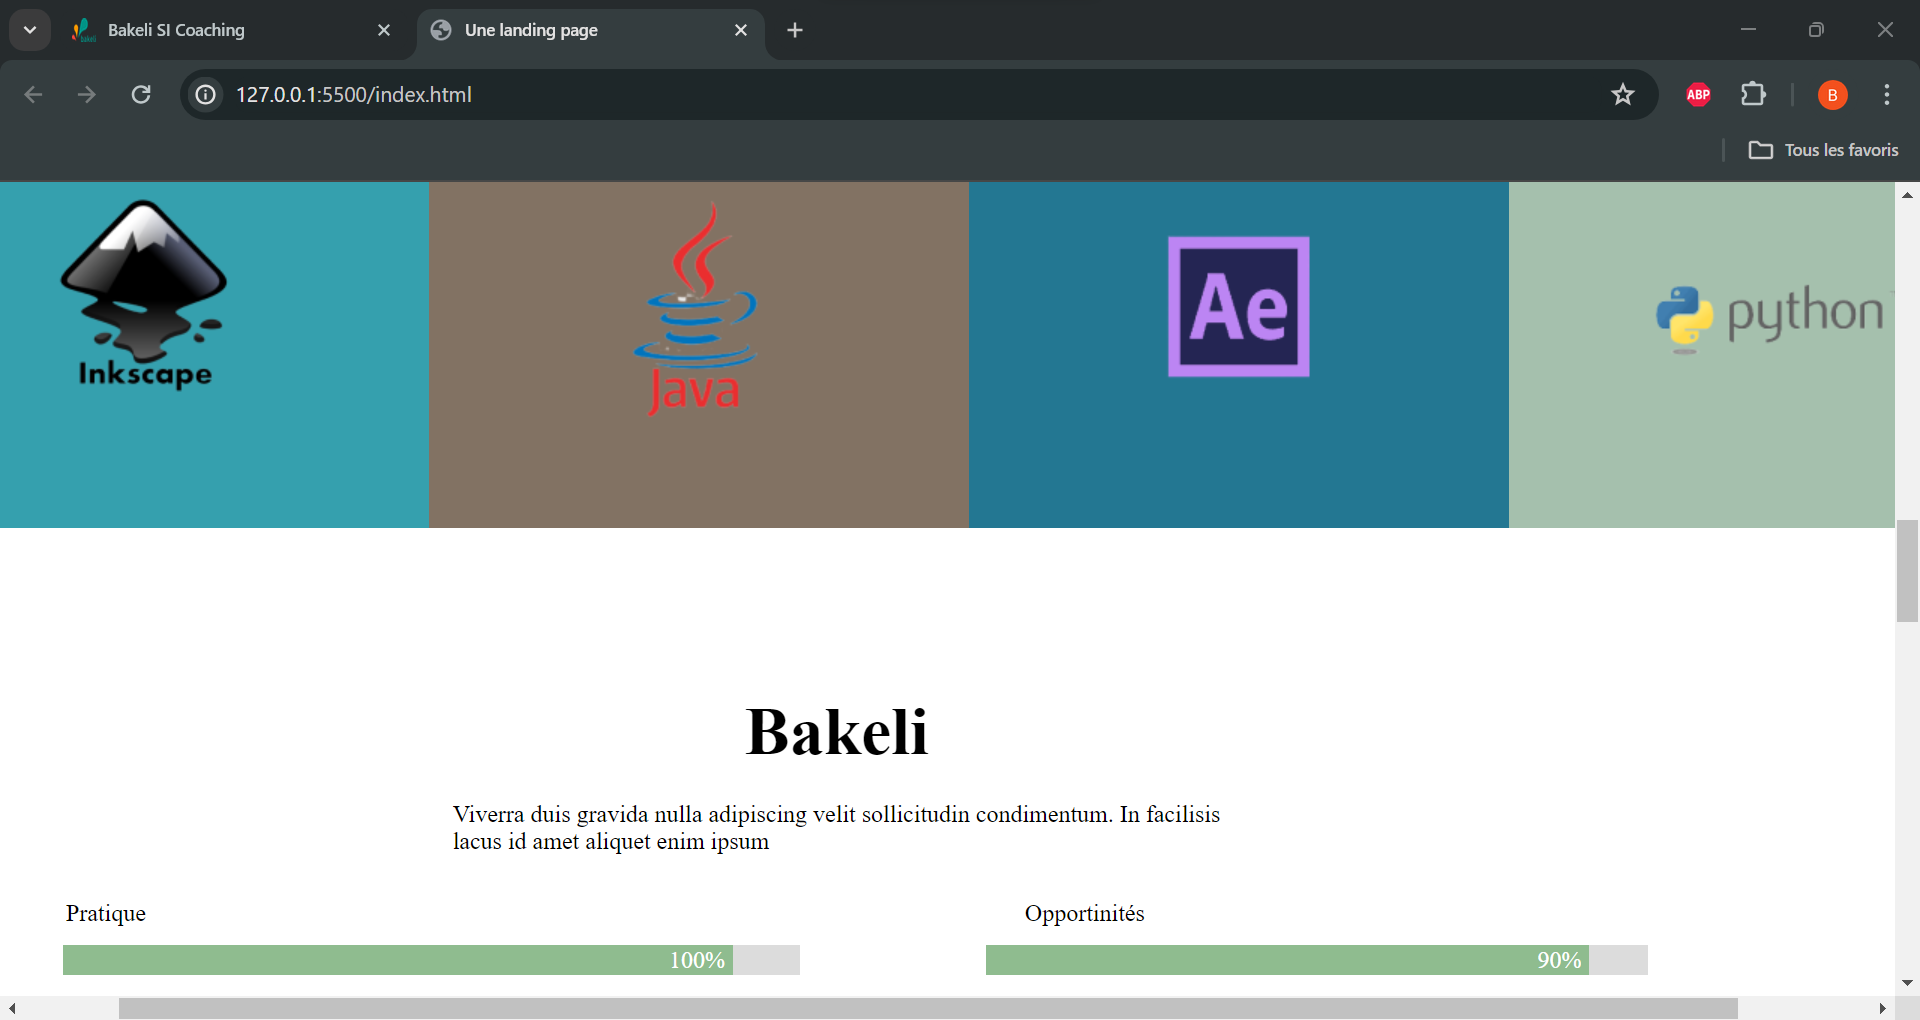 Bakeli SI Coaching
Une landing page
127.0.0.1:5500/index.html
ABP
B
Tous les favoris
Inkscape
Java
Ae
python
Bakeli
Viverra duis gravida nulla adipiscing velit sollicitudin condimentum. In facilisis
lacus id amet aliquet enim ipsum
Pratique
Opportinités
100%
90%